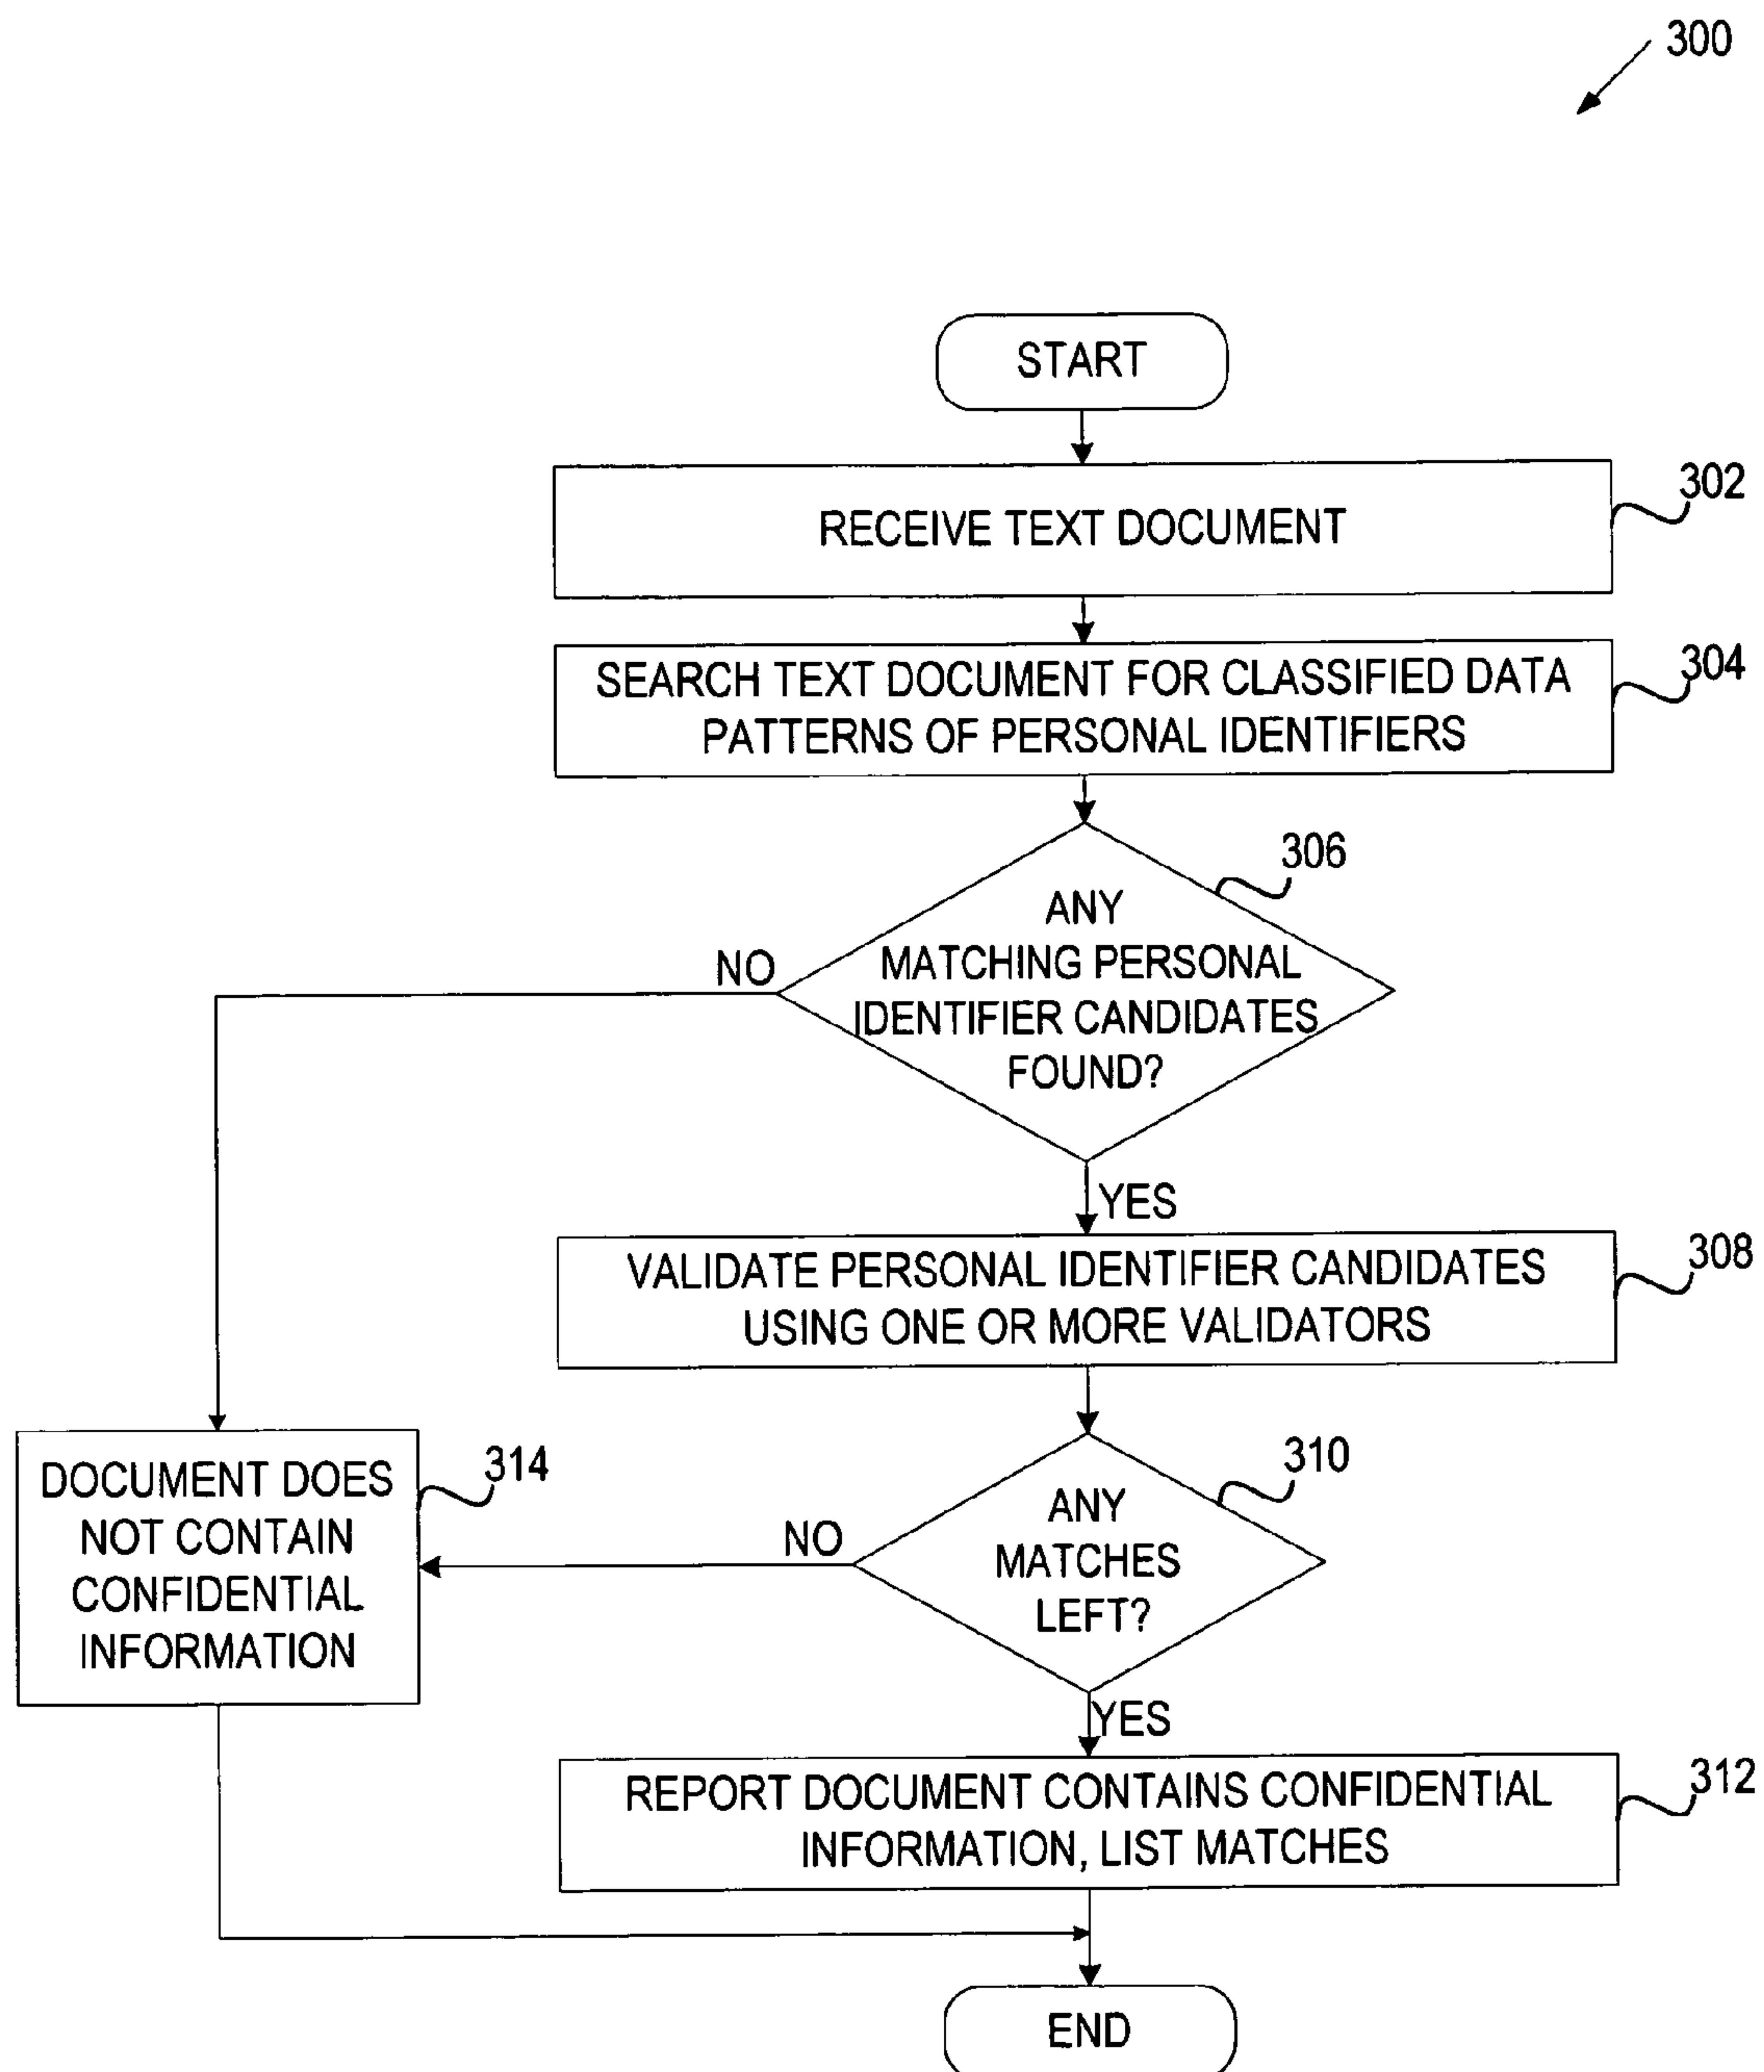 300
START
RECEIVE TEXT DOCUMENT
302
SEARCH TEXT DOCUMENT FOR CLASSIFIED DATA
PATTERNS OF PERSONAL IDENTIFIERS
304
306
ANY
MATCHING PERSONAL
IDENTIFIER CANDIDATES
FOUND?
NO
YES
VALIDATE PERSONAL IDENTIFIER CANDIDATES
USING ONE OR MORE VALIDATORS
308
310
ANY
MATCHES
LEFT?
NO
314
DOCUMENT DOES
NOT CONTAIN
CONFIDENTIAL
INFORMATION
YES
REPORT DOCUMENT CONTAINS CONFIDENTIAL
INFORMATION, LIST MATCHES
312
END